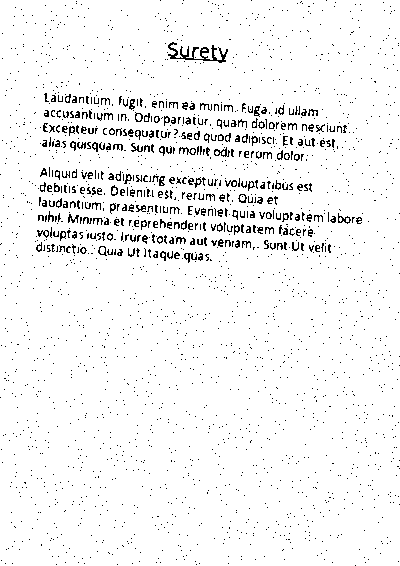 Surety
Laudantium, fugit, enim ea minim. Fuga, id ullam
accusantium in. Odio pariatur, quam dolorem nesciunt.
Excepteur consequatur? sed quod adipisci. Et aut est,
alias quisquam. Sunt qui mollit odit rerum dolor.
Aliquid velit adipisicing excepturi voluptatibus est
debitis esse. Deleniti est, rerum et. Quia et
laudantium, praesentium. Eveniet quia voluptatem labore
nihil. Minima et reprehenderit voluptatem facere
voluptas iusto. Irure totam aut veniam,. Sunt Ut velit
distinctio.. Quia Ut Itaque quas.